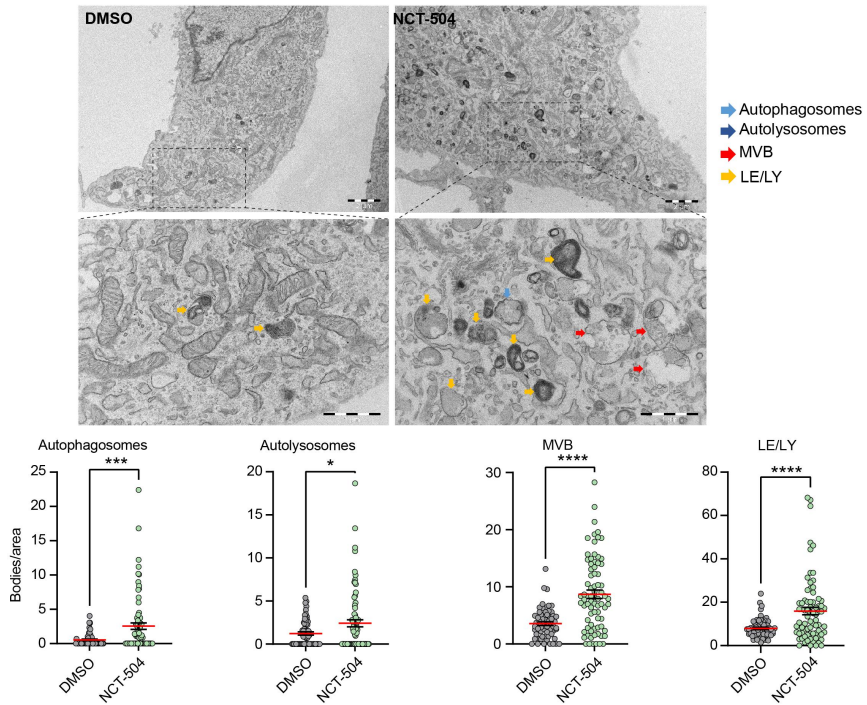 DMSO
NCT-504
Autophagosomes
Autolysosomes
MVB
LE/LY
Autophagosomes
Autolysosomes
MVB
LE/LY
Bodies/area
25
20
15
10
5
0
***
DMSO
NCT-504
20
15
10
5
0
*
DMSO
NCT-504
30
20
10
0
****
DMSO
NCT-504
80
60
40
20
0
****
DMSO
NCT-504